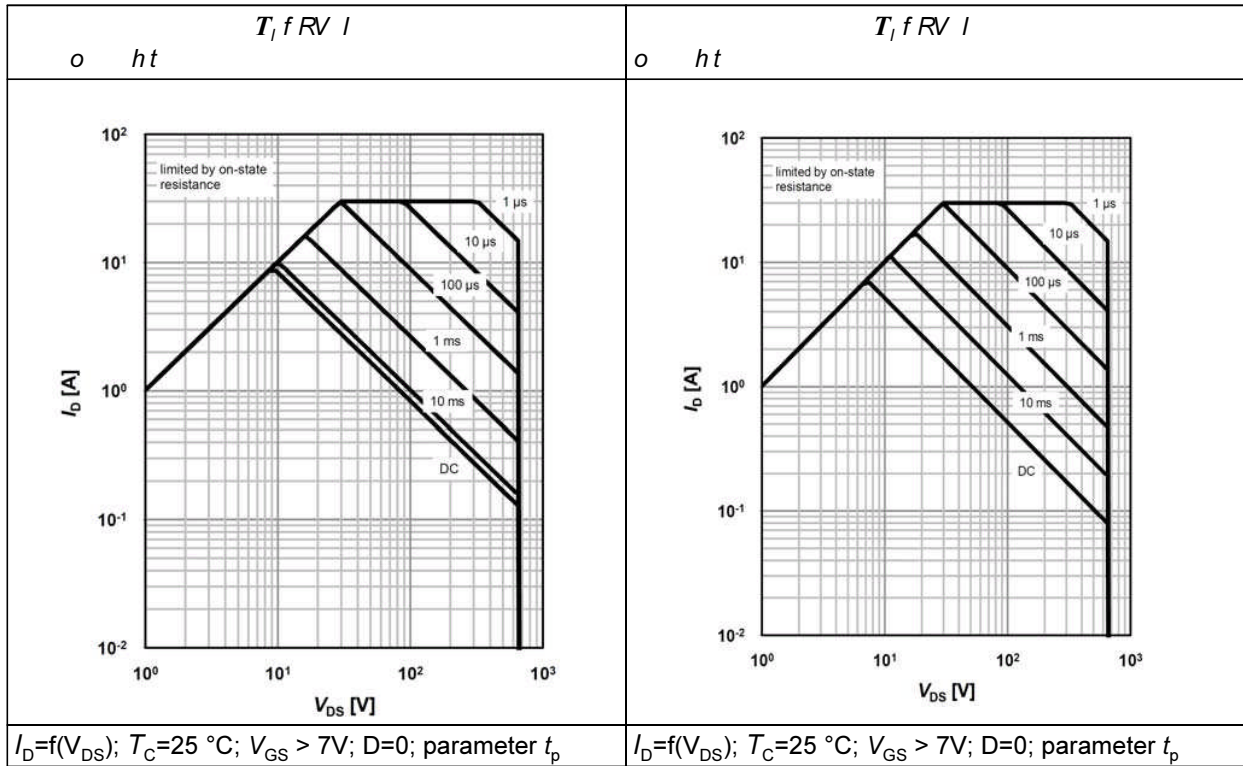 T_I f RV I
o h t
T_I f RV I
o h t
10²
limited by on-state
resistance
1 µs
10 µs
10¹
100 µs
1 ms
I_D [A]
10⁰
10 ms
DC
10⁻¹
10⁻²
10⁰ 10¹ 10² 10³
V_DS [V]
10²
limited by on-state
resistance
1 µs
10 µs
10¹
100 µs
1 ms
I_D [A]
10⁰
10 ms
DC
10⁻¹
10⁻²
10⁰ 10¹ 10² 10³
V_DS [V]
I_D=f(V_DS); T_C=25 °C; V_GS > 7V; D=0; parameter t_p
I_D=f(V_DS); T_C=25 °C; V_GS > 7V; D=0; parameter t_p